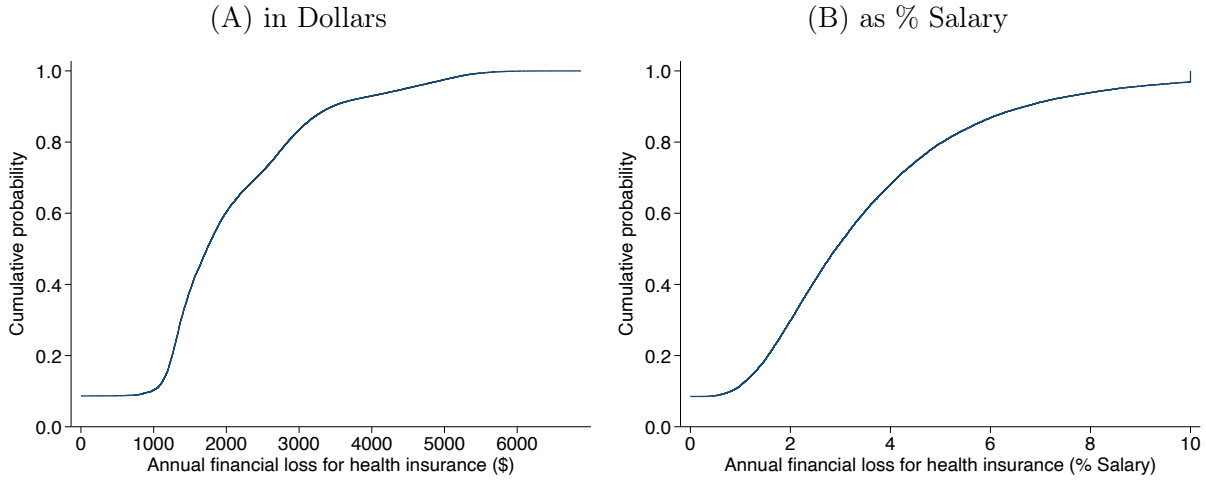 (A) in Dollars
1.0
0.8
0.6
0.4
0.2
0.0
Cumulative probability
0 1000 2000 3000 4000 5000 6000
Annual financial loss for health insurance ($)
(B) as % Salary
1.0
0.8
0.6
0.4
0.2
0.0
Cumulative probability
0 2 4 6 8 10
Annual financial loss for health insurance (% Salary)